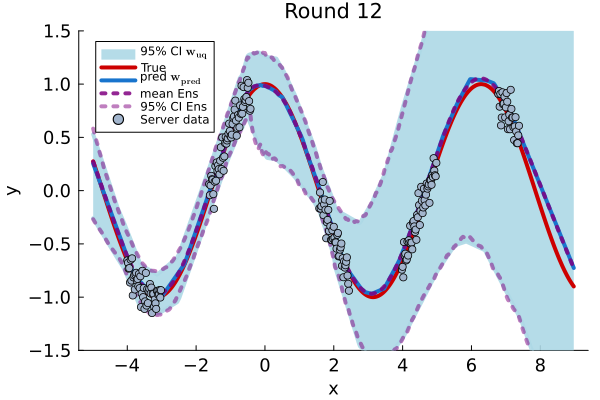 Round 12
1.5
1.0
0.5
0.0
−0.5
−1.0
−1.5
y
95% CI w_uq
True
pred w_pred
mean Ens
95% CI Ens
Server data
−4 −2 0 2 4 6 8
x